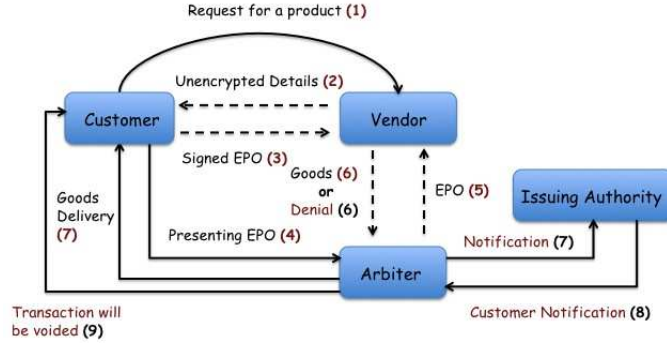 Request for a product (1)
Unencrypted Details (2)
Customer
Vendor
Signed EPO (3)
Goods (6)
or
Denial (6)
EPO (5)
Issuing Authority
Goods
Delivery
(7)
Presenting EPO (4)
Notification (7)
Arbiter
Transaction will
be voided (9)
Customer Notification (8)